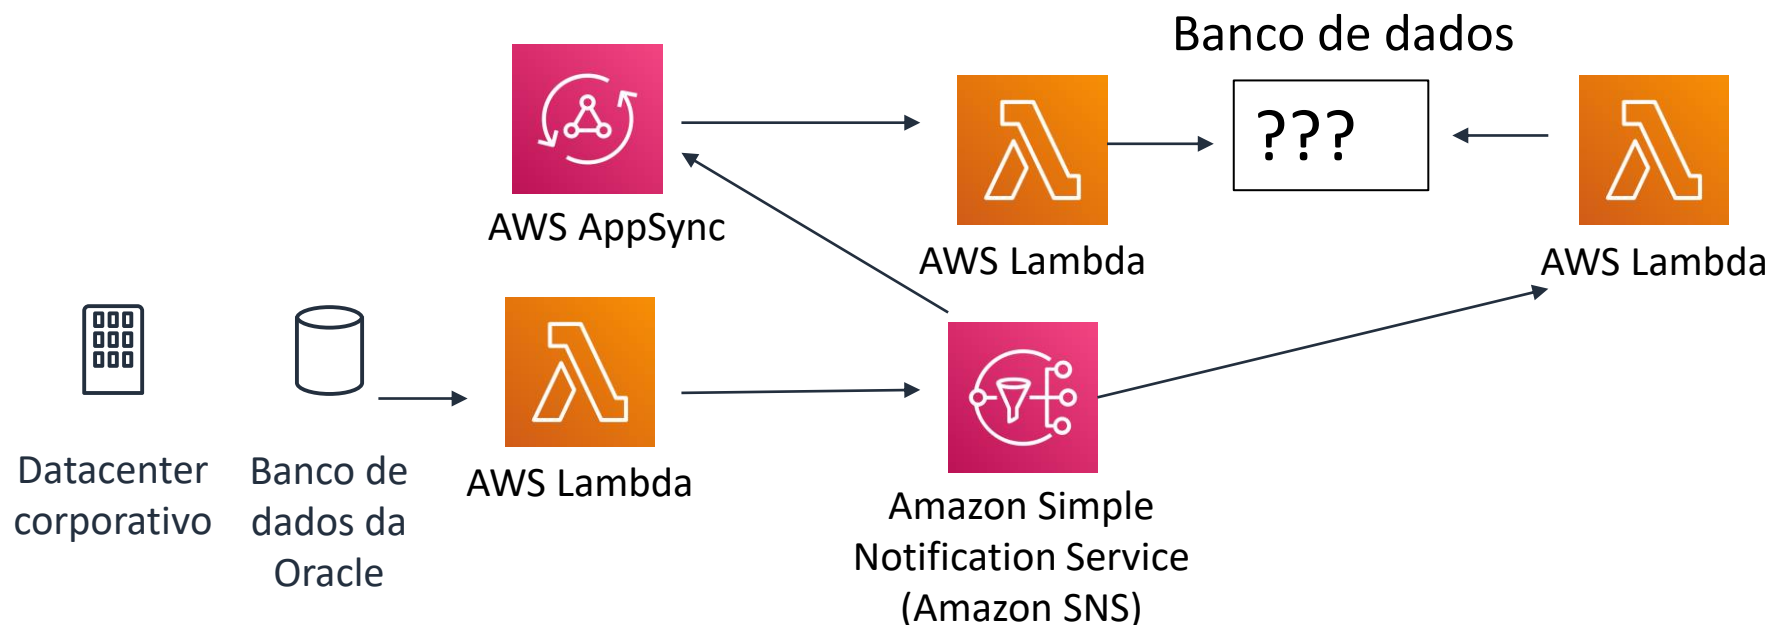 Banco de dados
???
AWS AppSync
AWS Lambda
AWS Lambda
Datacenter
corporativo
Banco de
dados da
Oracle
AWS Lambda
Amazon Simple
Notification Service
(Amazon SNS)